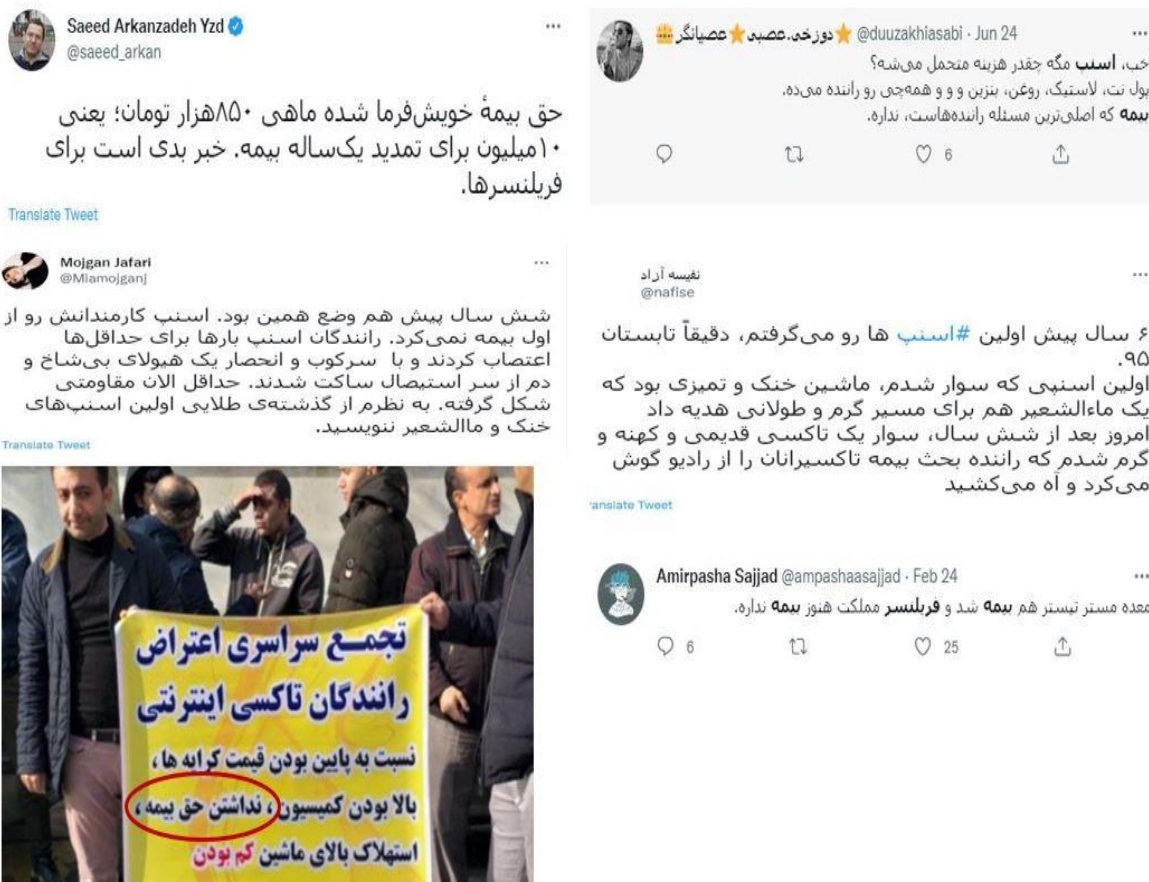 Saeed Arkanzadeh Yzd
@saeed_arkan
حق بیمهٔ خویش‌فرما شده ماهی ۸۵۰هزار تومان؛ یعنی
۱۰میلیون برای تمدید یک‌ساله بیمه. خبر بدی است برای
فریلنسرها.
Translate Tweet
دوزخی.عصبی عصیانگر @duuzakhiasabi · Jun 24
خب، اسنپ مگه چقدر هزینه متحمل می‌شه؟
پول نت، لاستیک، روغن، بنزین و و و همه‌چی رو راننده می‌ده.
بیمه که اصلی‌ترین مسئله راننده‌هاست، نداره.
6
Mojgan Jafari
@Miamojganj
شش سال پیش هم وضع همین بود. اسنپ کارمندانش رو از
اول بیمه نمی‌کرد. رانندگان اسنپ بارها برای حداقل‌ها
اعتصاب کردند و با سرکوب و انحصار یک هیولای بی‌شاخ و
دم از سر استیصال ساکت شدند. حداقل الان مقاومتی
شکل گرفته. به نظرم از گذشته‌ی طلایی اولین اسنپ‌های
خنک و ماالشعیر ننویسید.
Translate Tweet
نفیسه آزاد
@nafise
۶ سال پیش اولین #اسنپ ها رو می‌گرفتم، دقیقاً تابستان
۹۵.
اولین اسنپی که سوار شدم، ماشین خنک و تمیزی بود که
یک ماءالشعیر هم برای مسیر گرم و طولانی هدیه داد
امروز بعد از شش سال، سوار یک تاکسی قدیمی و کهنه و
گرم شدم که راننده بحث بیمه تاکسیرانان را از رادیو گوش
می‌کرد و آه می‌کشید
ranslate Tweet
Amirpasha Sajjad @ampashaasajjad · Feb 24
معده مستر تیستر هم بیمه شد و فریلنسر مملکت هنوز بیمه نداره.
6 25
تجمع سراسری اعتراض
رانندگان تاکسی اینترنتی
نسبت به پایین بودن قیمت کرایه ها ،
بالا بودن کمیسیون ، نداشتن حق بیمه ،
استهلاک بالای ماشین کم بودن